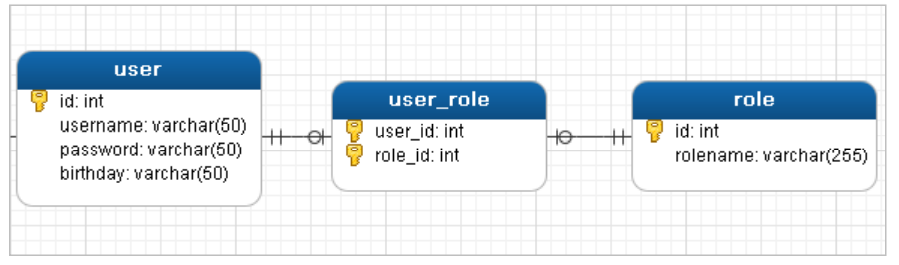 user
id: int
username: varchar(50)
password: varchar(50)
birthday: varchar(50)
user_role
user_id: int
role_id: int
role
id: int
rolename: varchar(255)